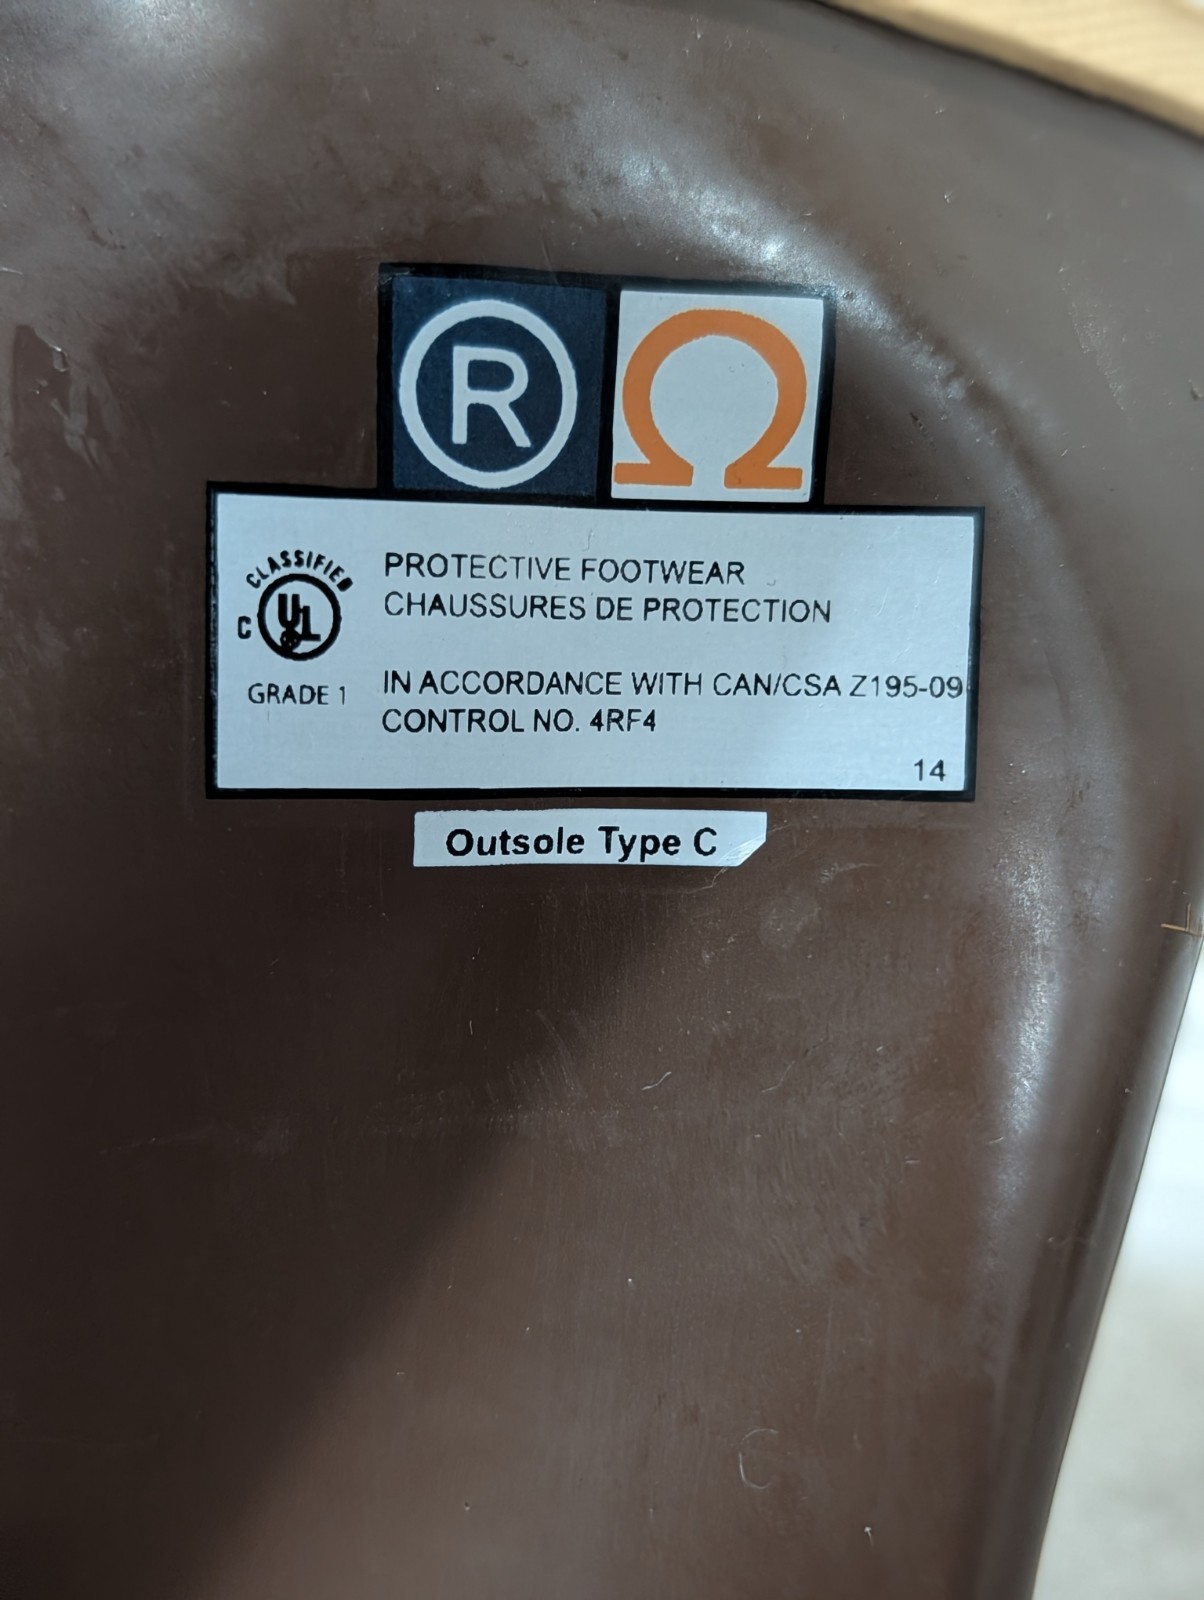 R Ω
CLASSIFIED
C UL
GRADE 1
PROTECTIVE FOOTWEAR
CHAUSSURES DE PROTECTION
IN ACCORDANCE WITH CAN/CSA Z195-09
CONTROL NO. 4RF4
14
Outsole Type C